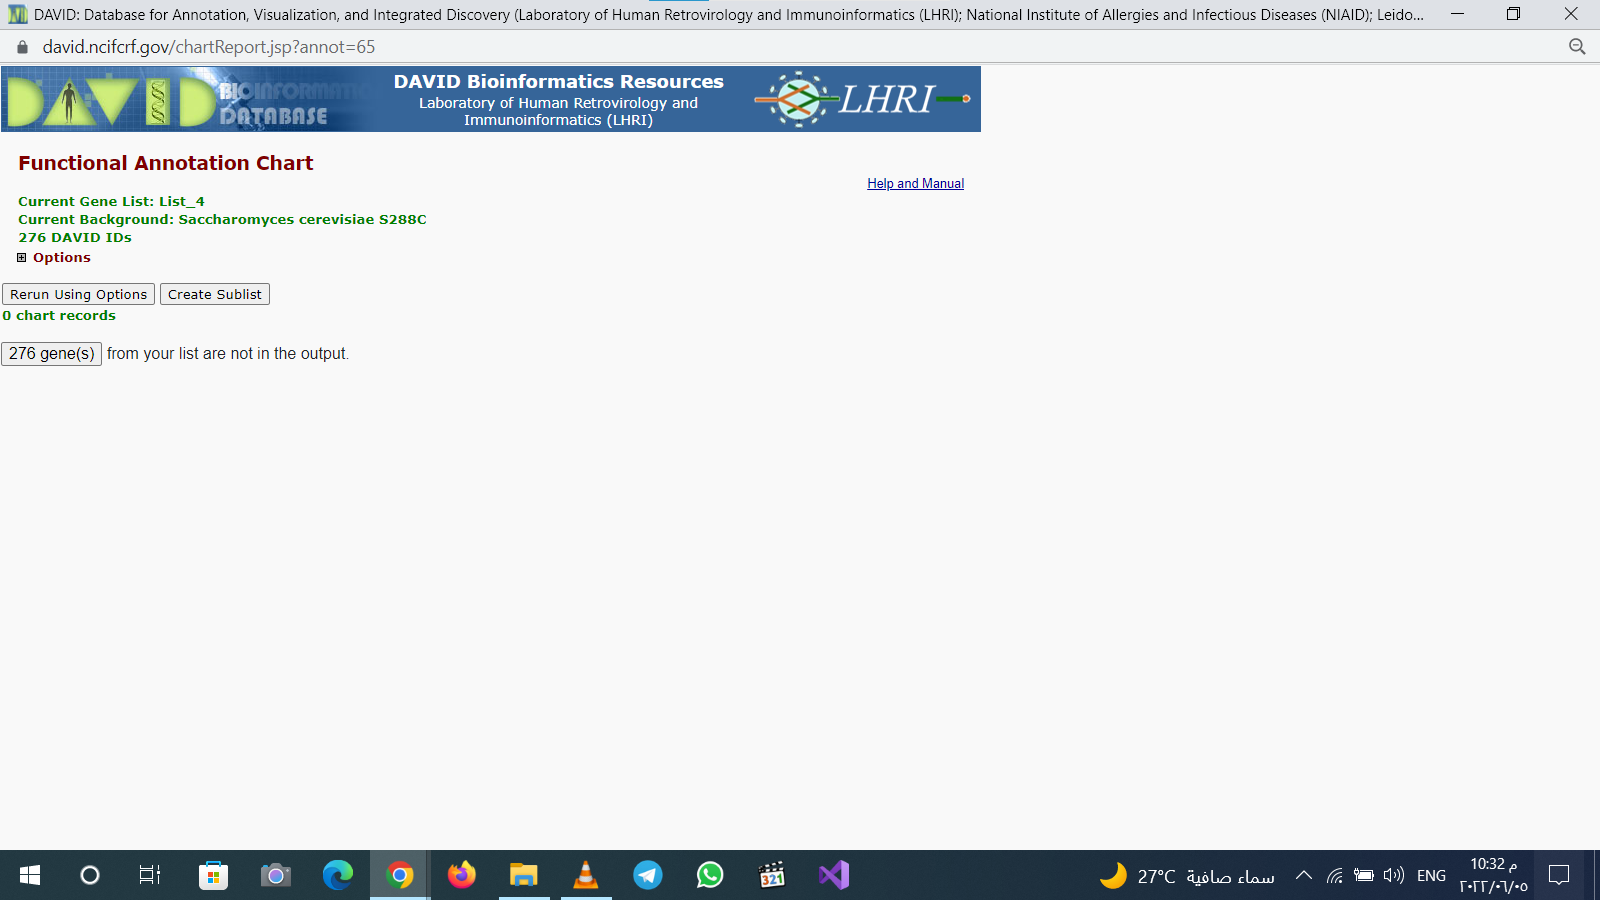 DAVID: Database for Annotation, Visualization, and Integrated Discovery (Laboratory of Human Retrovirology and Immunoinformatics (LHRI); National Institute of Allergies and Infectious Diseases (NIAID); Leido...
david.ncifcrf.gov/chartReport.jsp?annot=65
DAVID BIOINFORMATICS DATABASE
DAVID Bioinformatics Resources
Laboratory of Human Retrovirology and
Immunoinformatics (LHRI)
LHRI
Functional Annotation Chart
Help and Manual
Current Gene List: List_4
Current Background: Saccharomyces cerevisiae S288C
276 DAVID IDs
Options
Rerun Using Options Create Sublist
0 chart records
276 gene(s) from your list are not in the output.
321
27°C سماء صافية
ENG
10:32 م
٢٠٢٢/٠٦/٠٥